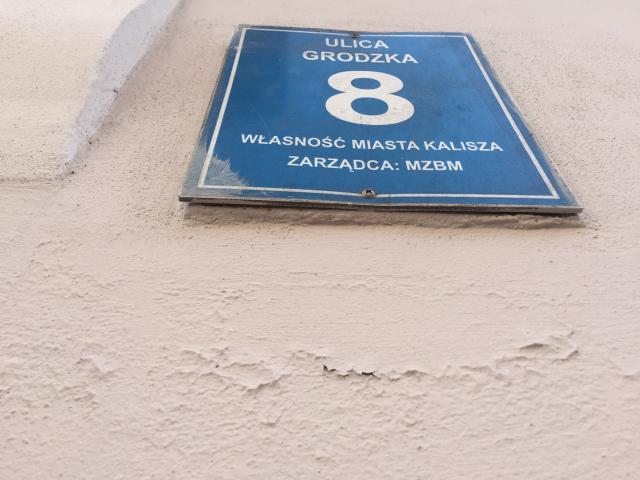 ULICA
GRODZKA
8
WŁASNOŚĆ MIASTA KALISZA
ZARZĄDCA: MZBM